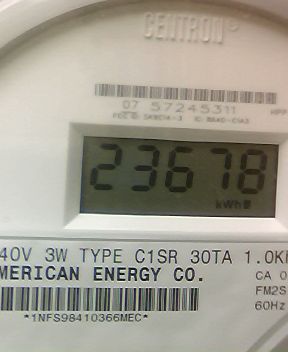 CENTRON®
07 57245311
23678
kWh
40V 3W TYPE C1SR 30TA 1.0K
MERICAN ENERGY CO.
CA 0
FM2S
60Hz
*1NFS98410366MEC*